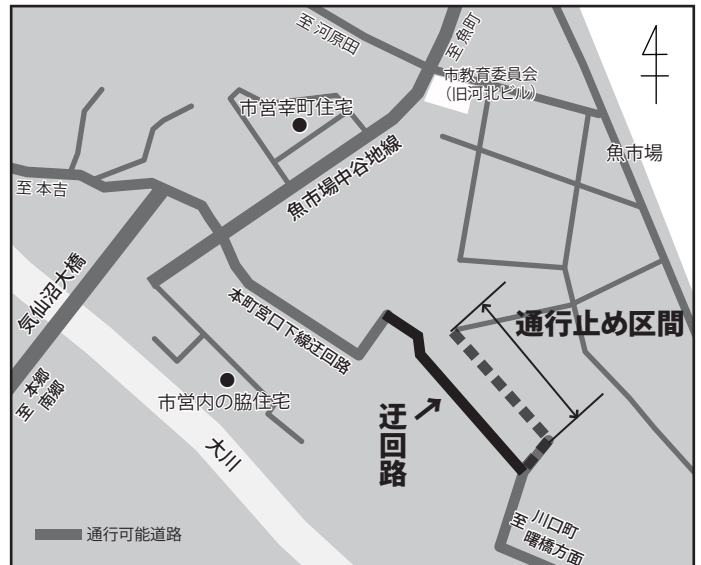 至 河原田
至 魚町
市教育委員会
（旧河北ビル）
市営幸町住宅
魚市場
至 本吉
魚市場中谷地線
気仙沼大橋
本町宮口下線迂回路
通行止め区間
至 本郷
南郷
市営内の脇住宅
迂回路
大川
至 川口町
曙橋方面
通行可能道路